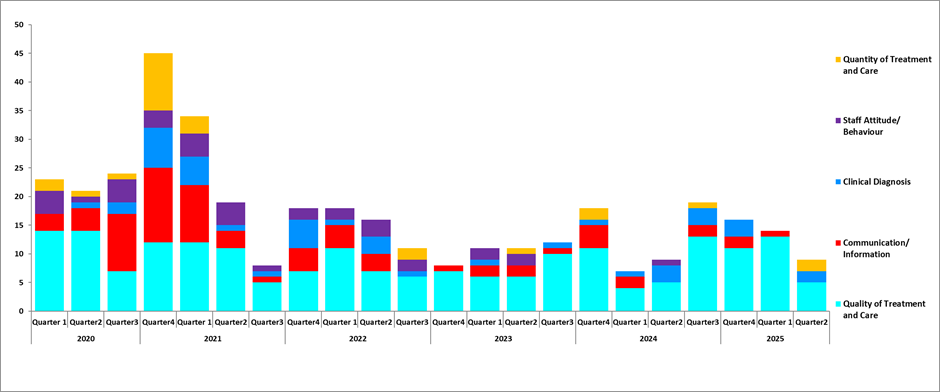 50
45
40
35
30
25
20
15
10
5
0
Quantity of Treatment
and Care
Staff Attitude/
Behaviour
Clinical Diagnosis
Communication/
Information
Quality of Treatment
and Care
Quarter 1 Quarter2 Quarter3 Quarter4 Quarter 1 Quarter2 Quarter3 Quarter4 Quarter 1 Quarter2 Quarter3 Quarter4 Quarter 1 Quarter2 Quarter3 Quarter4 Quarter 1 Quarter2 Quarter3 Quarter4 Quarter 1 Quarter2
2020 2021 2022 2023 2024 2025